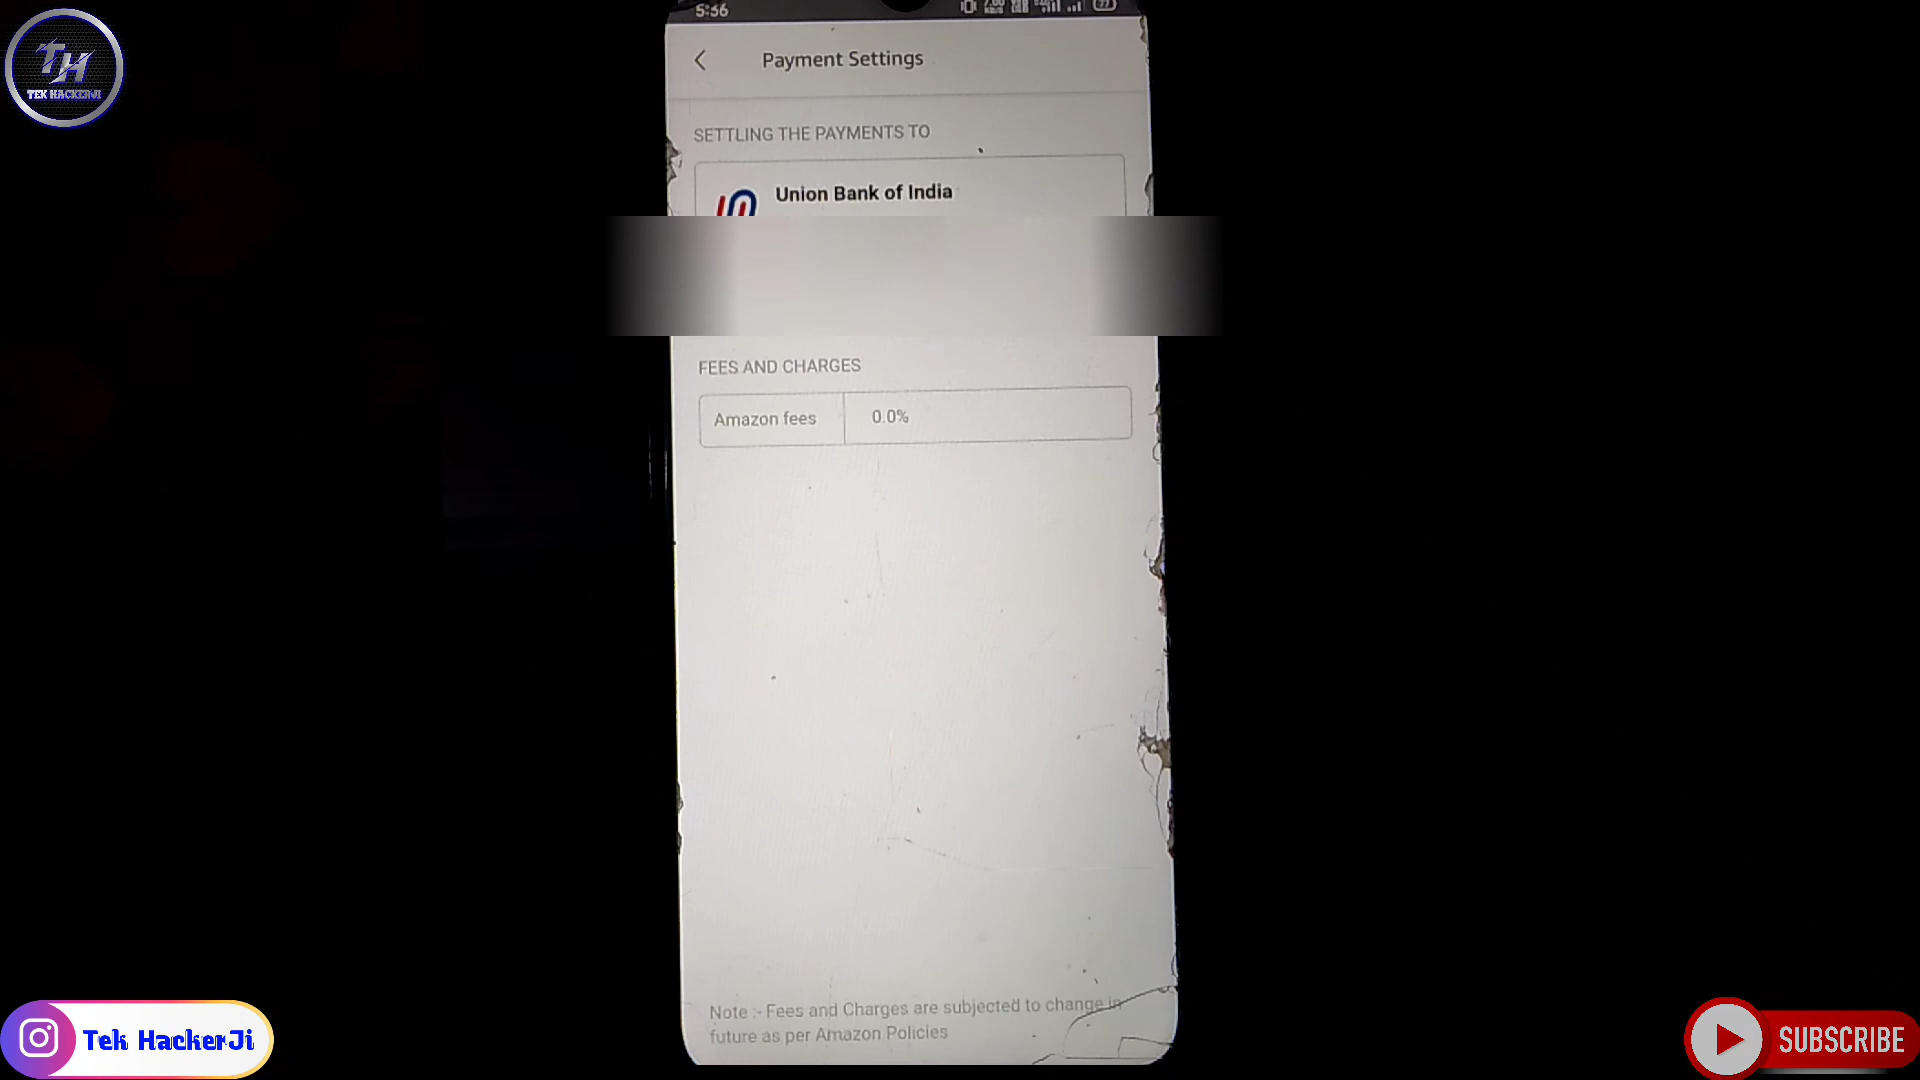 TH
TEK HACKERJI
5:56
77
Payment Settings
SETTLING THE PAYMENTS TO
Union Bank of India
FEES AND CHARGES
Amazon fees
0.0%
Note :- Fees and Charges are subjected to change in
future as per Amazon Policies
Tek HackerJi
SUBSCRIBE